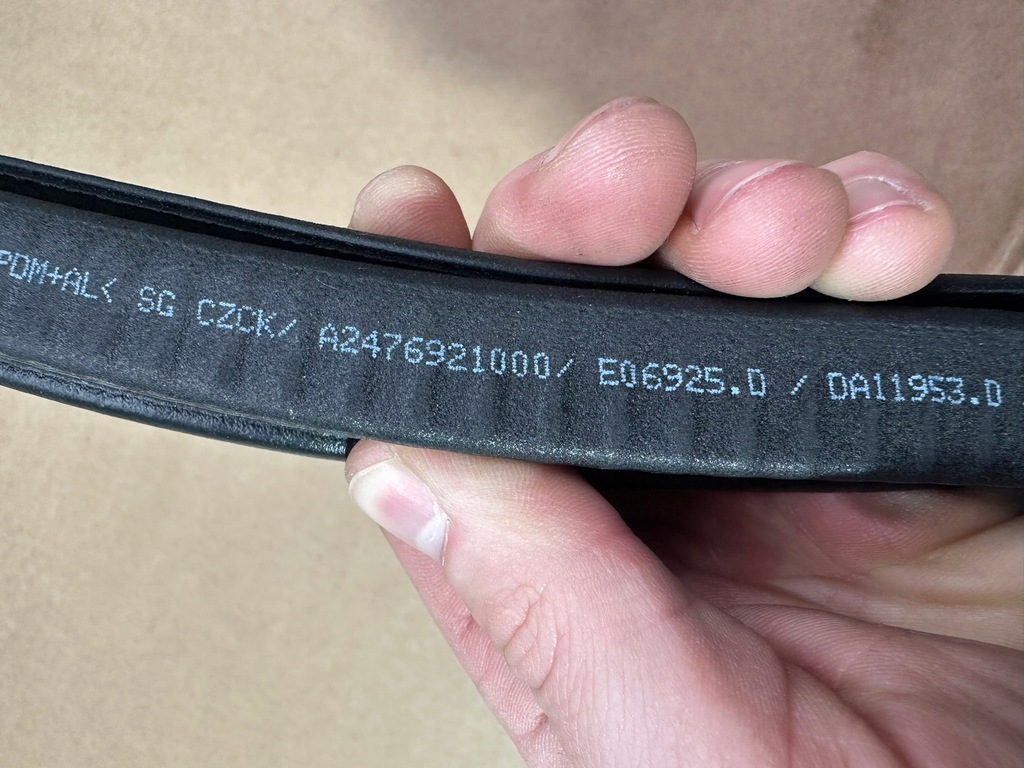 PDM+AL< SG CZCK/ A2476921000/ E06925.D / DA11953.D